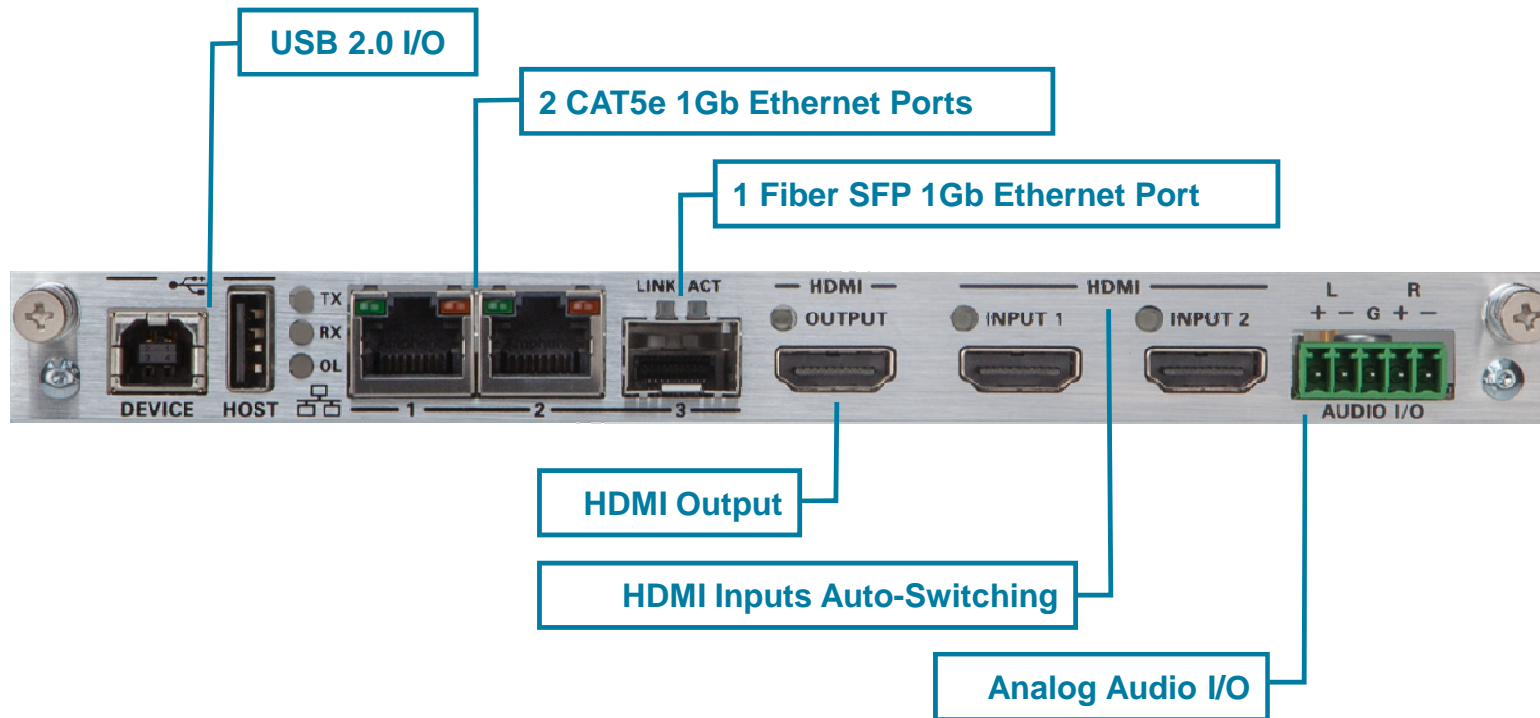 USB 2.0 I/O
2 CAT5e 1Gb Ethernet Ports
1 Fiber SFP 1Gb Ethernet Port
LINK ACT
HDMI
HDMI
L R
TX
OUTPUT
INPUT 1
INPUT 2
+ − G + −
RX
OL
DEVICE
HOST
1
2
3
AUDIO I/O
HDMI Output
HDMI Inputs Auto-Switching
Analog Audio I/O